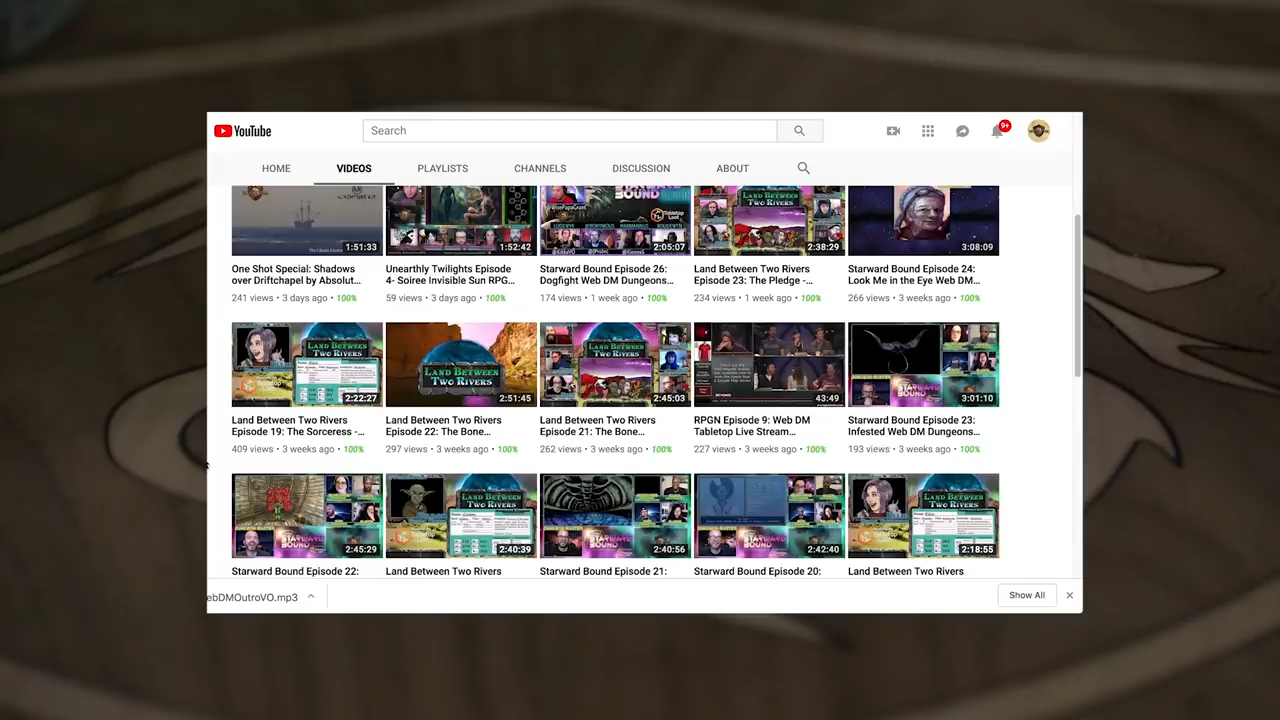 YouTube
Search
9+
HOME VIDEOS PLAYLISTS CHANNELS DISCUSSION ABOUT
1:51:33 1:52:42 2:05:07 2:38:29 3:08:09
One Shot Special: Shadows
over Driftchapel by Absolut...
241 views • 3 days ago • 100%
Unearthly Twilights Episode
4- Soiree Invisible Sun RPG...
59 views • 3 days ago • 100%
Starward Bound Episode 26:
Dogfight Web DM Dungeons...
174 views • 1 week ago • 100%
Land Between Two Rivers
Episode 23: The Pledge -...
234 views • 1 week ago • 100%
Starward Bound Episode 24:
Look Me in the Eye Web DM...
266 views • 3 weeks ago • 100%
LAND BETWEEN
TWO RIVERS
2:22:27
LAND BETWEEN
TWO RIVERS
2:51:45
LAND BETWEEN
TWO RIVERS
2:45:03
43:49
3:01:10
Land Between Two Rivers
Episode 19: The Sorceress -...
409 views • 3 weeks ago • 100%
Land Between Two Rivers
Episode 22: The Bone...
297 views • 3 weeks ago • 100%
Land Between Two Rivers
Episode 21: The Bone...
262 views • 3 weeks ago • 100%
RPGN Episode 9: Web DM
Tabletop Live Stream...
227 views • 3 weeks ago • 100%
Starward Bound Episode 23:
Infested Web DM Dungeons...
193 views • 3 weeks ago • 100%
2:45:29
LAND BETWEEN
TWO RIVERS
2:40:39
2:40:56
2:42:40
LAND BETWEEN
TWO RIVERS
2:18:55
Starward Bound Episode 22:
Land Between Two Rivers
Starward Bound Episode 21:
Starward Bound Episode 20:
Land Between Two Rivers
ebDMOutroVO.mp3
Show All